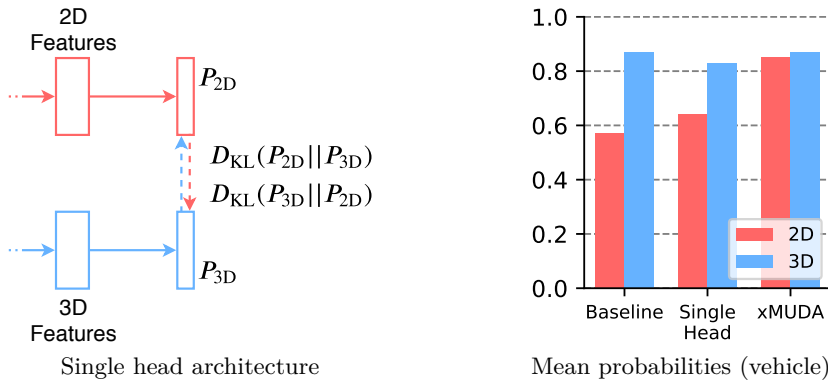 2D
Features
P2D
DKL(P2D||P3D)
DKL(P3D||P2D)
P3D
3D
Features
Single head architecture
1.0
0.8
0.6
0.4
0.2
0.0
2D
3D
Baseline
Single
Head
xMUDA
Mean probabilities (vehicle)